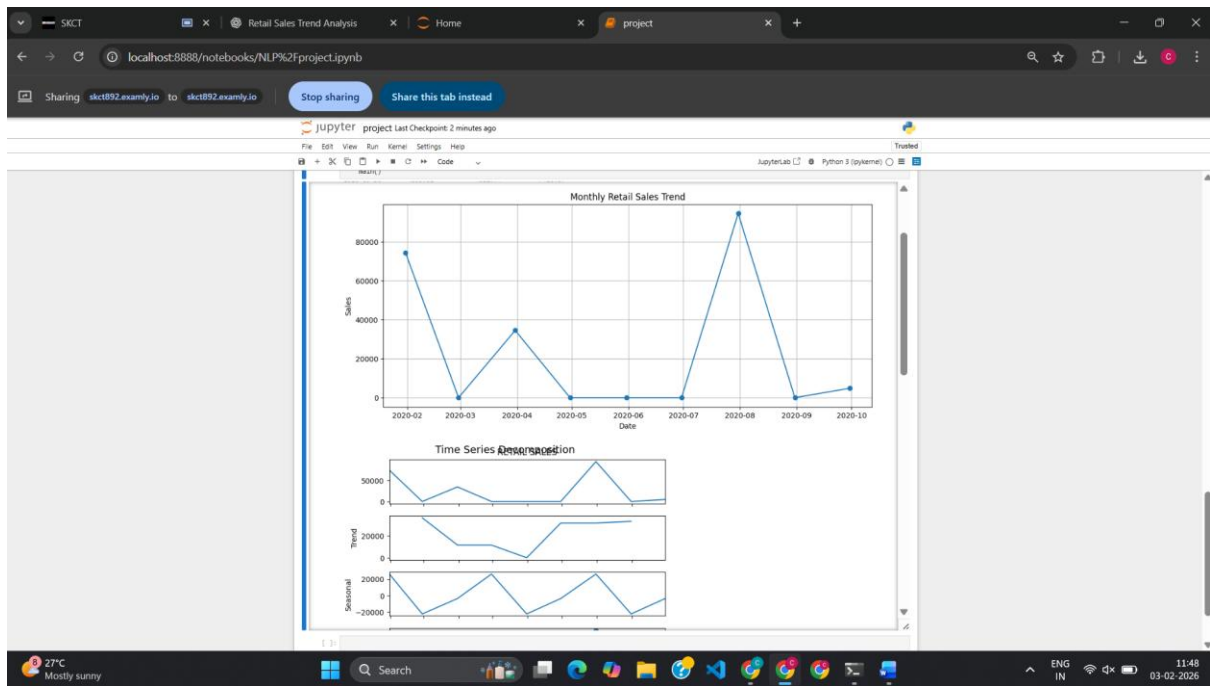 SKCT
Retail Sales Trend Analysis
Home
project
localhost:8888/notebooks/NLP%2Fproject.ipynb
C
Sharing skct892.examly.io to skct892.examly.io Stop sharing Share this tab instead
jupyter project Last Checkpoint: 2 minutes ago
File Edit View Run Kernel Settings Help Trusted
Code JupyterLab Python 3 (ipykernel)
main()
Monthly Retail Sales Trend
80000
60000
40000
20000
0
Sales
2020-02 2020-03 2020-04 2020-05 2020-06 2020-07 2020-08 2020-09 2020-10
Date
Time Series Decomposition
RETAIL SALES
50000
0
Trend
20000
0
Seasonal
20000
0
−20000
[ ]:
8
27°C
Mostly sunny
Search
ENG
IN
11:48
03-02-2026